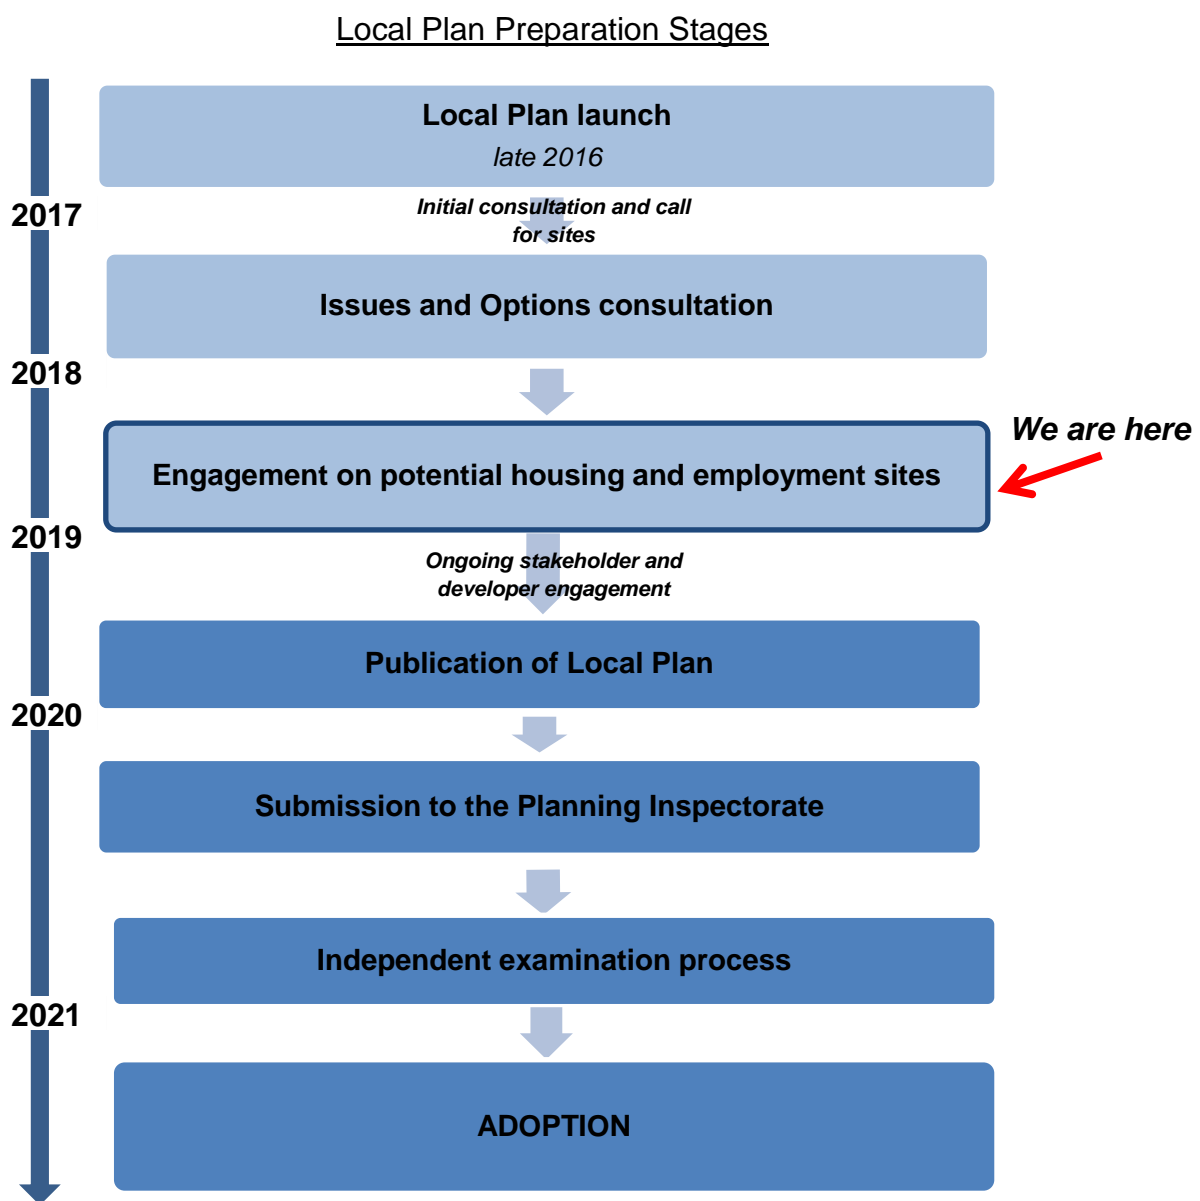 Local Plan Preparation Stages
Local Plan launch
late 2016
2017
Initial consultation and call
for sites
Issues and Options consultation
2018
We are here
Engagement on potential housing and employment sites
2019
Ongoing stakeholder and
developer engagement
Publication of Local Plan
2020
Submission to the Planning Inspectorate
Independent examination process
2021
ADOPTION